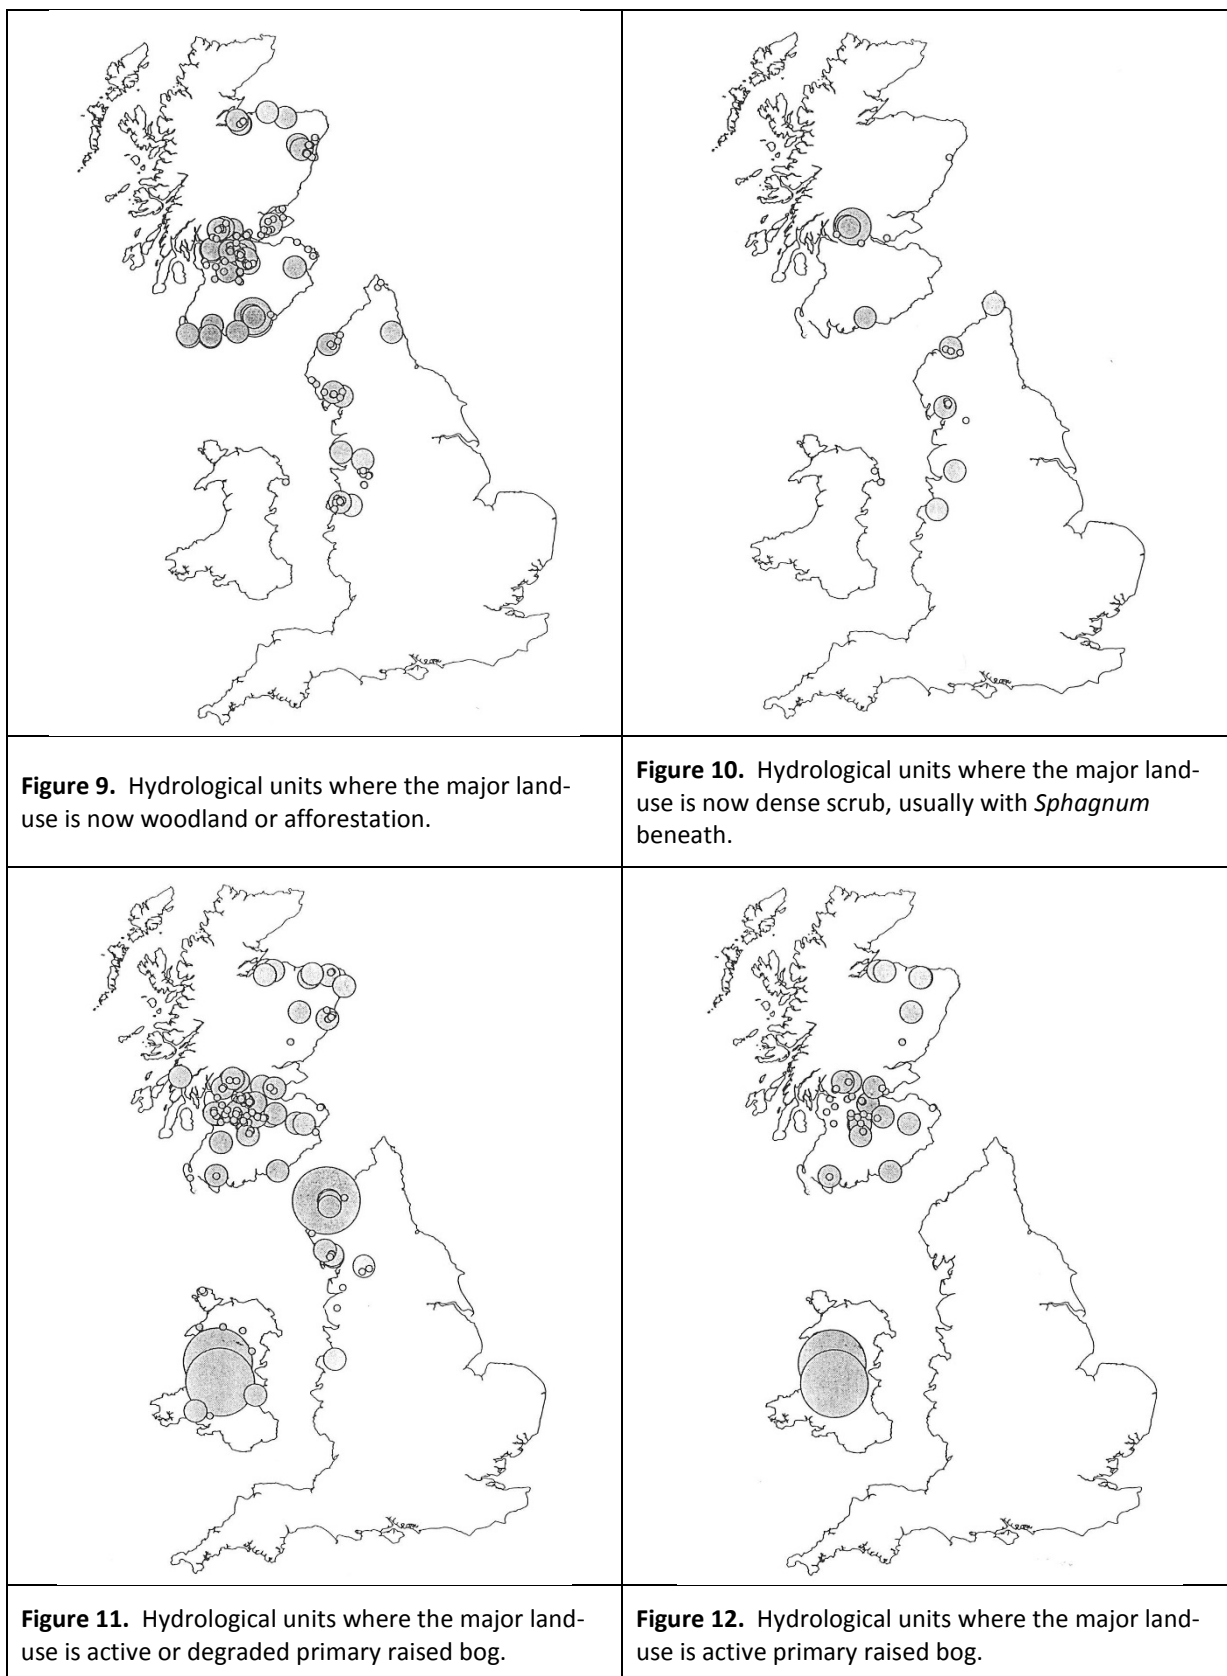 Figure 9. Hydrological units where the major land-
use is now woodland or afforestation.
Figure 10. Hydrological units where the major land-
use is now dense scrub, usually with Sphagnum
beneath.
Figure 11. Hydrological units where the major land-
use is active or degraded primary raised bog.
Figure 12. Hydrological units where the major land-
use is active primary raised bog.